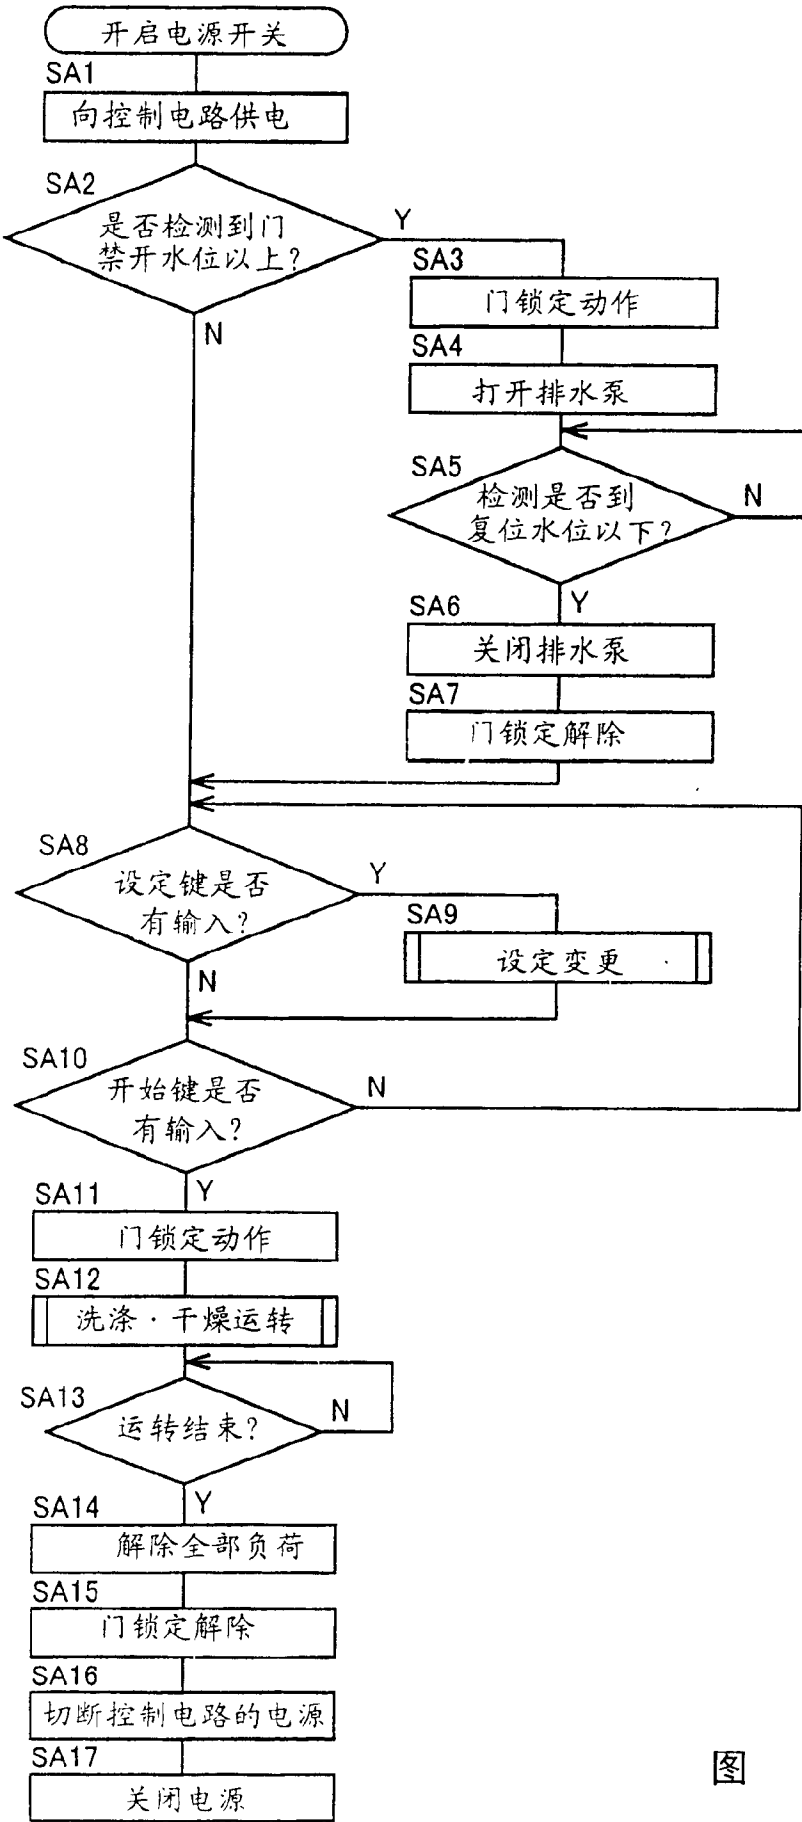 开启电源开关
SA1
向控制电路供电
SA2
是否检测到门
禁开水位以上?
Y
N
SA3
门锁定动作
SA4
打开排水泵
SA5
检测是否到
复位水位以下?
N
Y
SA6
关闭排水泵
SA7
门锁定解除
SA8
设定键是否
有输入?
Y
N
SA9
设定变更
SA10
开始键是否
有输入?
N
Y
SA11
门锁定动作
SA12
洗涤·干燥运转
SA13
运转结束?
N
Y
SA14
解除全部负荷
SA15
门锁定解除
SA16
切断控制电路的电源
SA17
关闭电源
图